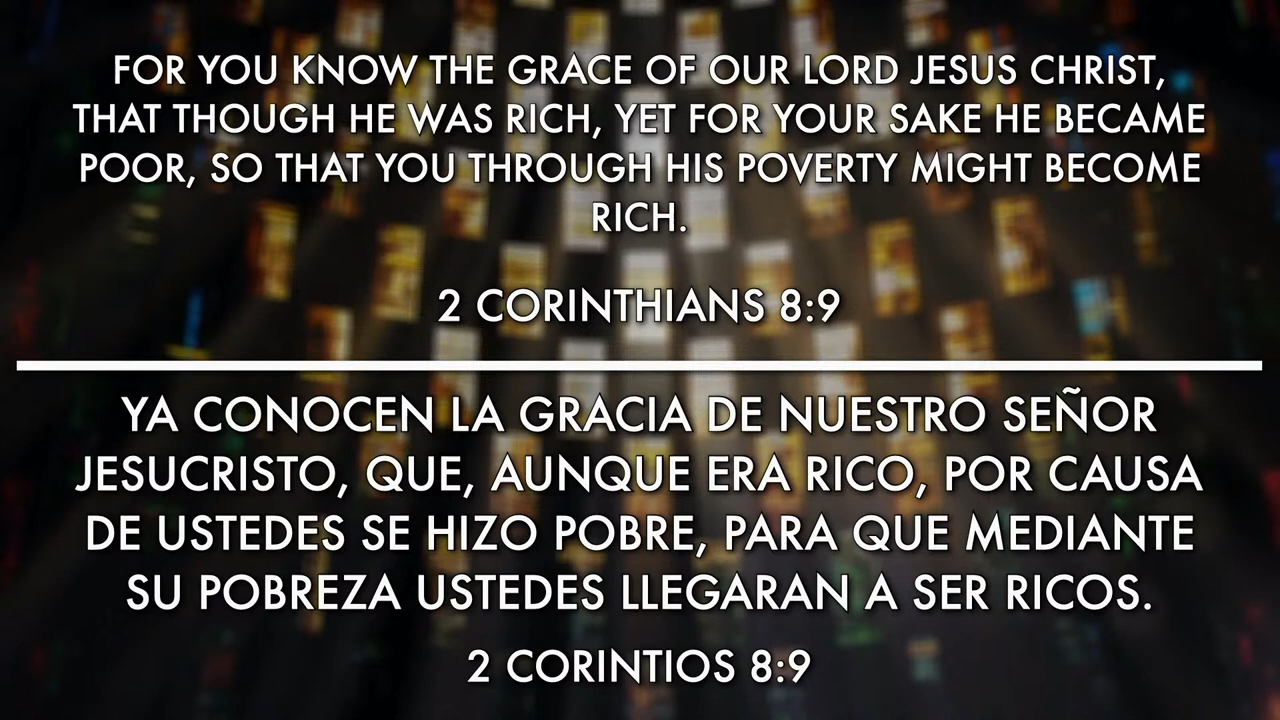 FOR YOU KNOW THE GRACE OF OUR LORD JESUS CHRIST,
THAT THOUGH HE WAS RICH, YET FOR YOUR SAKE HE BECAME
POOR, SO THAT YOU THROUGH HIS POVERTY MIGHT BECOME
RICH.
2 CORINTHIANS 8:9
YA CONOCEN LA GRACIA DE NUESTRO SEÑOR
JESUCRISTO, QUE, AUNQUE ERA RICO, POR CAUSA
DE USTEDES SE HIZO POBRE, PARA QUE MEDIANTE
SU POBREZA USTEDES LLEGARAN A SER RICOS.
2 CORINTIOS 8:9